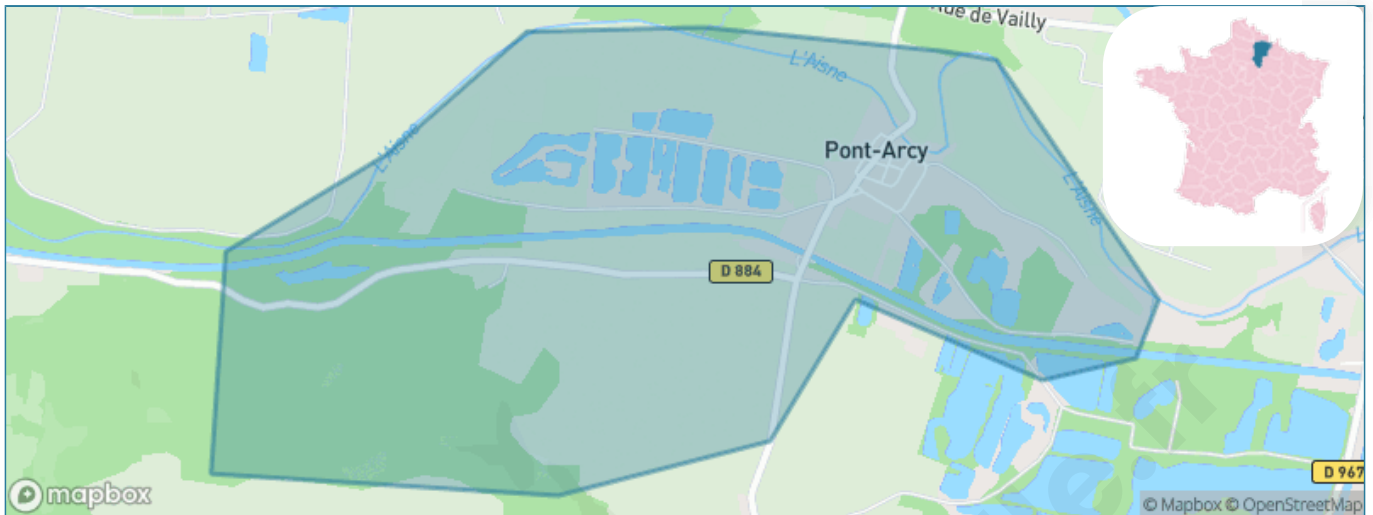 Rue de Vailly
L'Aisne
L'Aisne
Pont-Arcy
L'Aisne
D 884
D 967
mapbox
© Mapbox © OpenStreetMap